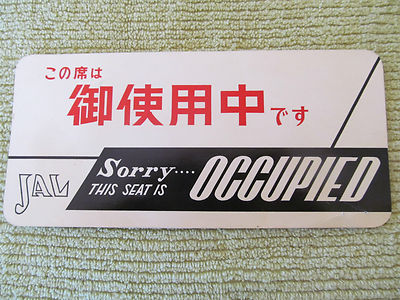 この席は
御使用中です
JAL
Sorry....
THIS SEAT IS OCCUPIED